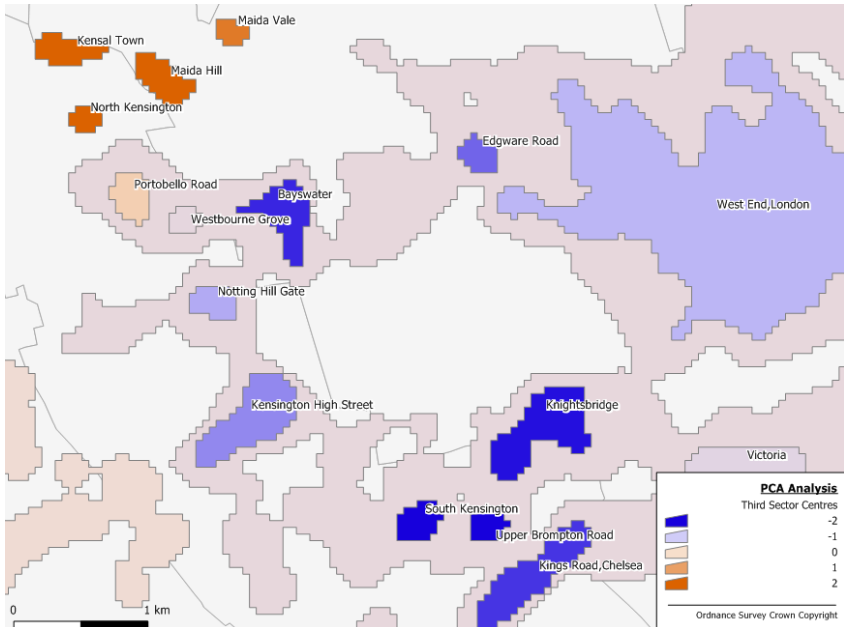 Maida Vale
Kensal Town
Maida Hill
North Kensington
Edgware Road
Portobello Road
Bayswater
Westbourne Grove
West End,London
Notting Hill Gate
Kensington High Street
Knightsbridge
Victoria
South Kensington
Upper Brompton Road
Kings Road,Chelsea
PCA Analysis
Third Sector Centres
-2
-1
0
1
2
Ordnance Survey Crown Copyright
0 1 km